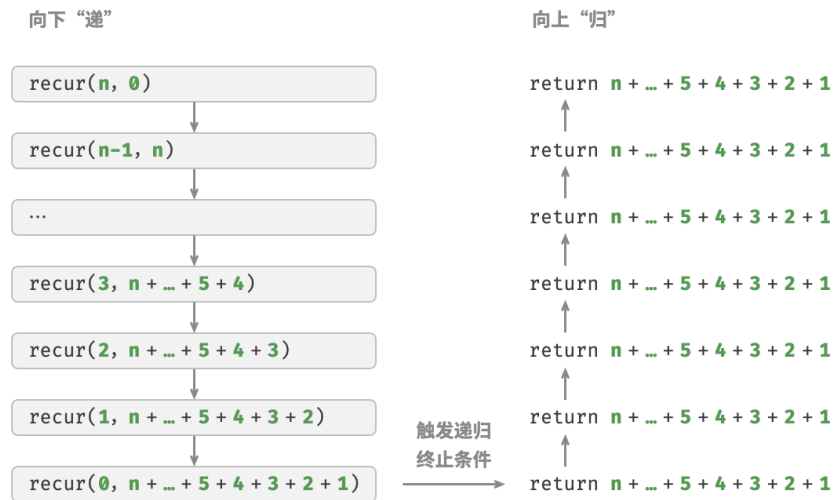 向下“递”
向上“归”
recur(n, 0)
return n + … + 5 + 4 + 3 + 2 + 1
recur(n-1, n)
return n + … + 5 + 4 + 3 + 2 + 1
…
return n + … + 5 + 4 + 3 + 2 + 1
recur(3, n + … + 5 + 4)
return n + … + 5 + 4 + 3 + 2 + 1
recur(2, n + … + 5 + 4 + 3)
return n + … + 5 + 4 + 3 + 2 + 1
recur(1, n + … + 5 + 4 + 3 + 2)
return n + … + 5 + 4 + 3 + 2 + 1
recur(0, n + … + 5 + 4 + 3 + 2 + 1)
触发递归
终止条件
return n + … + 5 + 4 + 3 + 2 + 1